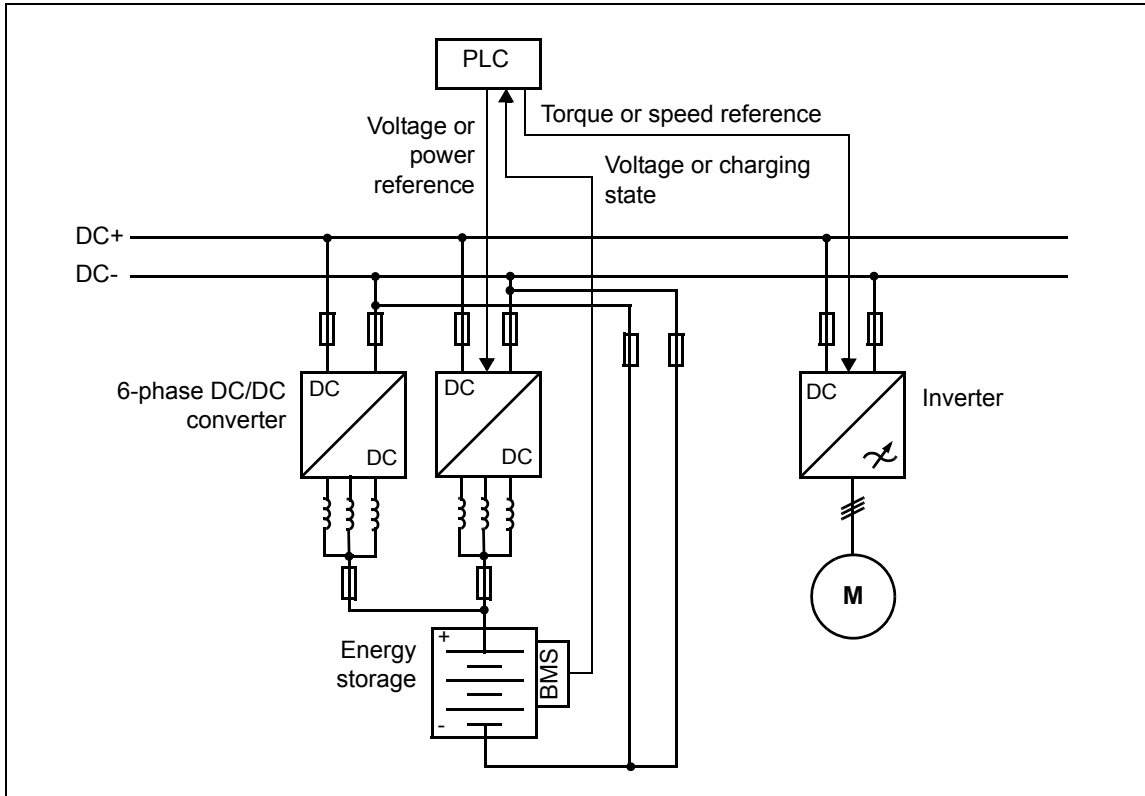 PLC
Voltage or
power
reference
Torque or speed reference
Voltage or charging
state
DC+
DC-
6-phase DC/DC
converter
DC
DC
DC
DC
DC
Inverter
M
Energy
storage
+
-
BMS